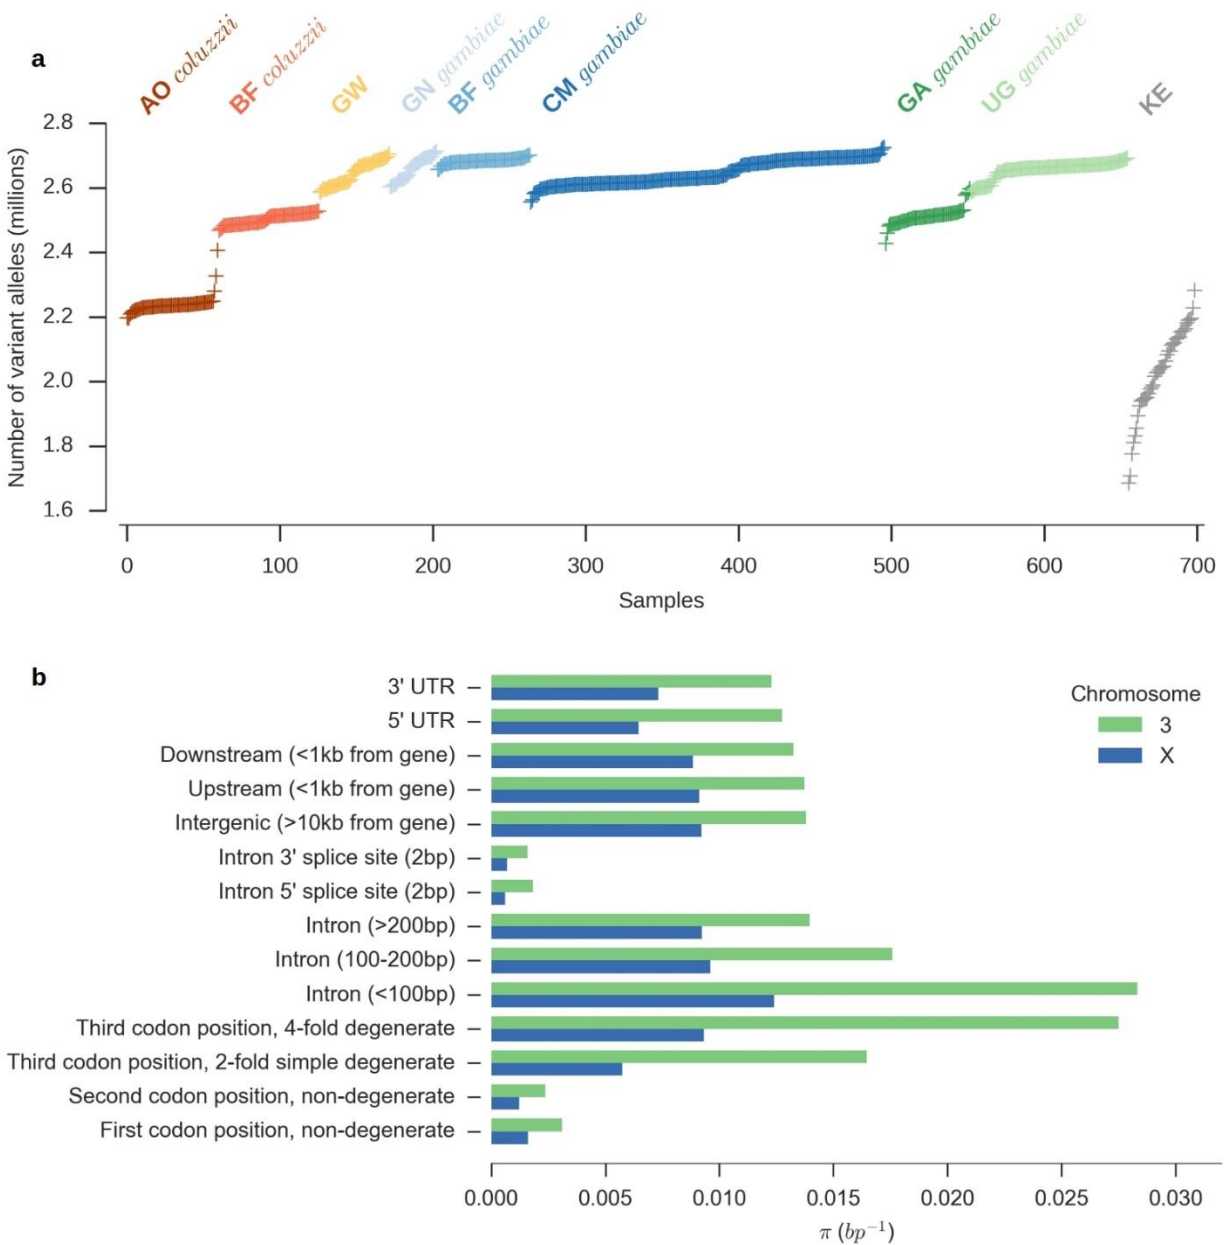 a
AO coluzzii
BF coluzzii
GW
GN gambiae
BF gambiae
CM gambiae
GA gambiae
UG gambiae
KE
Number of variant alleles (millions)
2.8
2.6
2.4
2.2
2.0
1.8
1.6
0 100 200 300 400 500 600 700
Samples
b
3' UTR
5' UTR
Downstream (<1kb from gene)
Upstream (<1kb from gene)
Intergenic (>10kb from gene)
Intron 3' splice site (2bp)
Intron 5' splice site (2bp)
Intron (>200bp)
Intron (100-200bp)
Intron (<100bp)
Third codon position, 4-fold degenerate
Third codon position, 2-fold simple degenerate
Second codon position, non-degenerate
First codon position, non-degenerate
Chromosome
3
X
0.000 0.005 0.010 0.015 0.020 0.025 0.030
π (bp⁻¹)